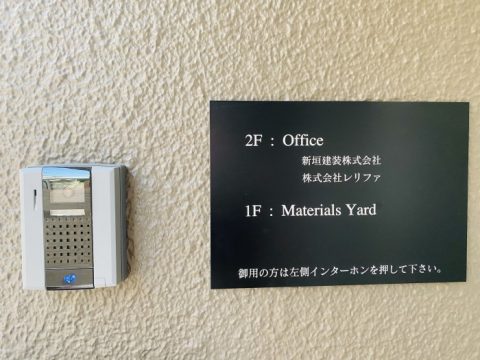 2F : Office
新垣建装株式会社
株式会社レリファ
1F : Materials Yard
御用の方は左側インターホンを押して下さい。